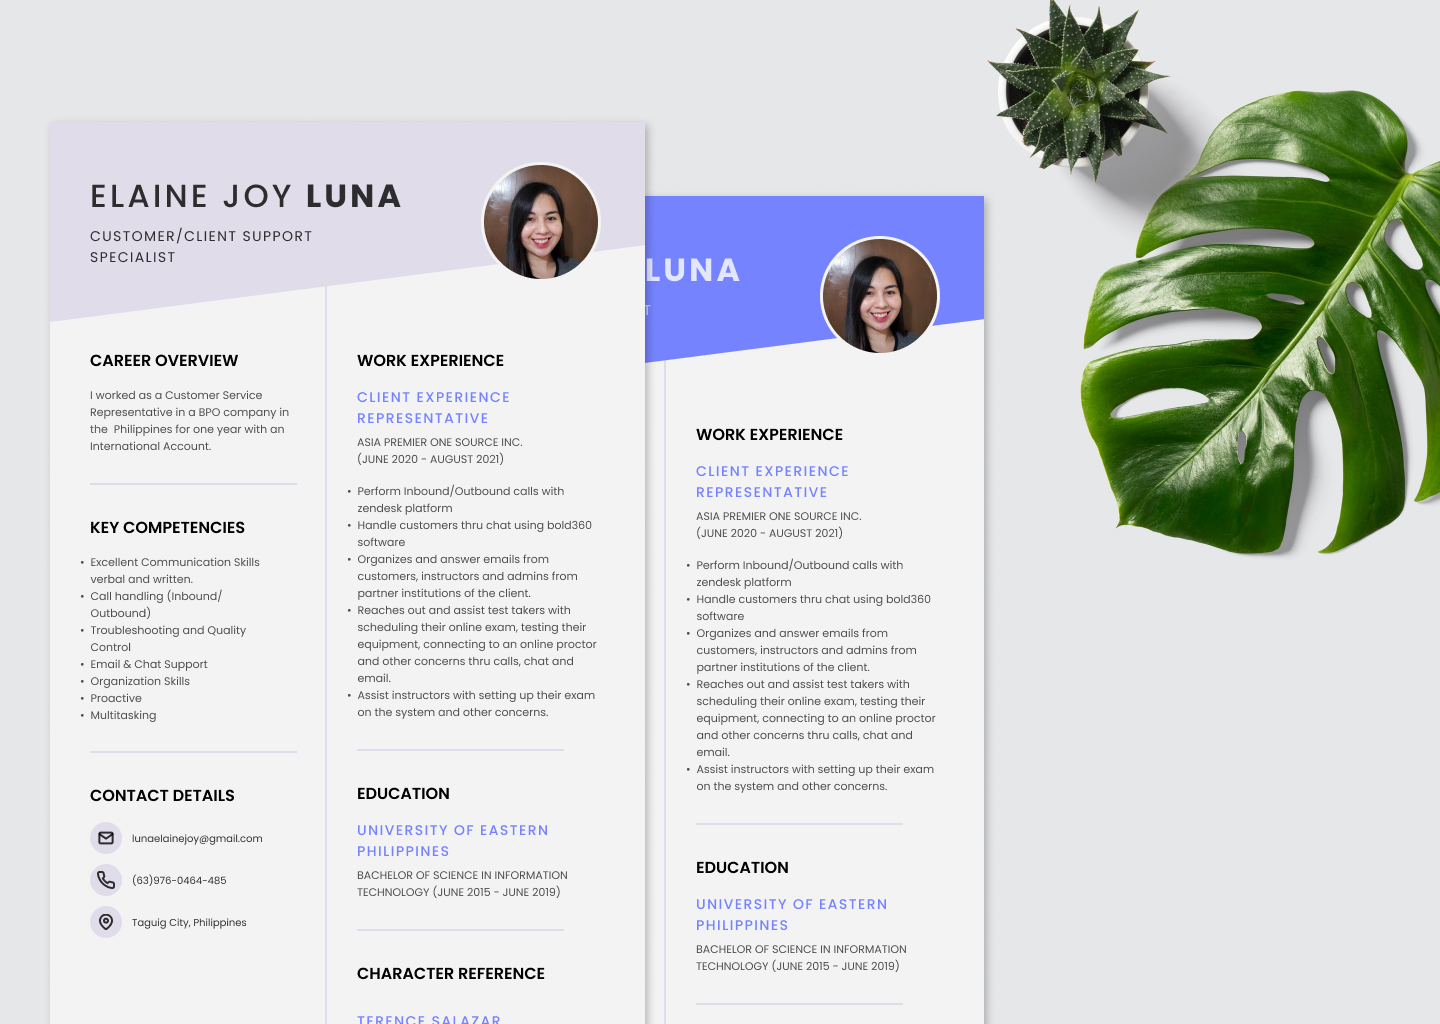 ELAINE JOY LUNA
CUSTOMER/CLIENT SUPPORT
SPECIALIST
CAREER OVERVIEW
I worked as a Customer Service
Representative in a BPO company in
the Philippines for one year with an
International Account.
KEY COMPETENCIES
• Excellent Communication Skills
verbal and written.
• Call handling (Inbound/
Outbound)
• Troubleshooting and Quality
Control
• Email & Chat Support
• Organization Skills
• Proactive
• Multitasking
CONTACT DETAILS
lunaelainejoy@gmail.com
(63)976-0464-485
Taguig City, Philippines
WORK EXPERIENCE
CLIENT EXPERIENCE
REPRESENTATIVE
ASIA PREMIER ONE SOURCE INC.
(JUNE 2020 - AUGUST 2021)
• Perform Inbound/Outbound calls with
zendesk platform
• Handle customers thru chat using bold360
software
• Organizes and answer emails from
customers, instructors and admins from
partner institutions of the client.
• Reaches out and assist test takers with
scheduling their online exam, testing their
equipment, connecting to an online proctor
and other concerns thru calls, chat and
email.
• Assist instructors with setting up their exam
on the system and other concerns.
EDUCATION
UNIVERSITY OF EASTERN
PHILIPPINES
BACHELOR OF SCIENCE IN INFORMATION
TECHNOLOGY (JUNE 2015 - JUNE 2019)
CHARACTER REFERENCE
TERENCE SALAZAR
LUNA
T
WORK EXPERIENCE
CLIENT EXPERIENCE
REPRESENTATIVE
ASIA PREMIER ONE SOURCE INC.
(JUNE 2020 - AUGUST 2021)
• Perform Inbound/Outbound calls with
zendesk platform
• Handle customers thru chat using bold360
software
• Organizes and answer emails from
customers, instructors and admins from
partner institutions of the client.
• Reaches out and assist test takers with
scheduling their online exam, testing their
equipment, connecting to an online proctor
and other concerns thru calls, chat and
email.
• Assist instructors with setting up their exam
on the system and other concerns.
EDUCATION
UNIVERSITY OF EASTERN
PHILIPPINES
BACHELOR OF SCIENCE IN INFORMATION
TECHNOLOGY (JUNE 2015 - JUNE 2019)